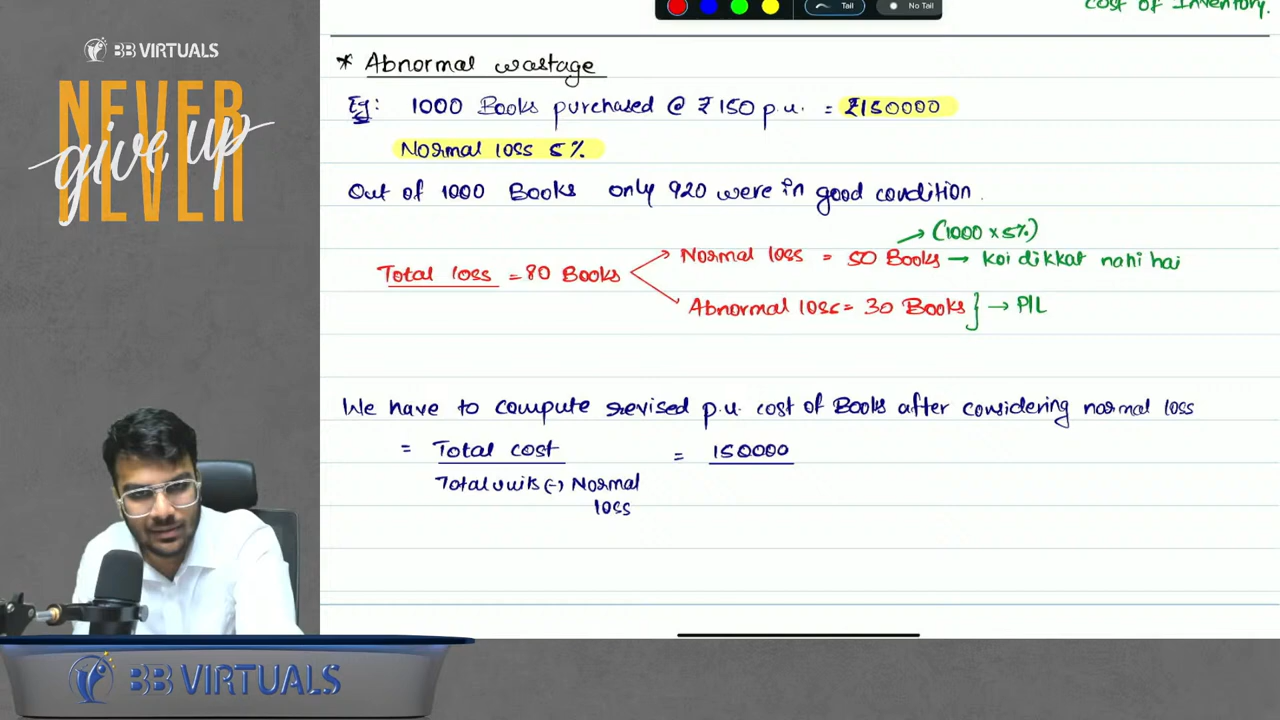 Tail
No Tail
cost of Inventory.
BB VIRTUALS
NEVER
give up
NEVER
* Abnormal wastage
Eg: 1000 Books purchased @ ₹150 p.u. = ₹150000
Normal loss 5%
Out of 1000 Books only 920 were in good condition.
(1000 x 5%)
Normal loss = 50 Books → koi dikkat nahi hai
Total loss = 80 Books
Abnormal loss = 30 Books } → P/L
We have to compute revised p.u. cost of Books after considering normal loss
= Total cost = 150000
Total units (-) Normal
loss
BB VIRTUALS